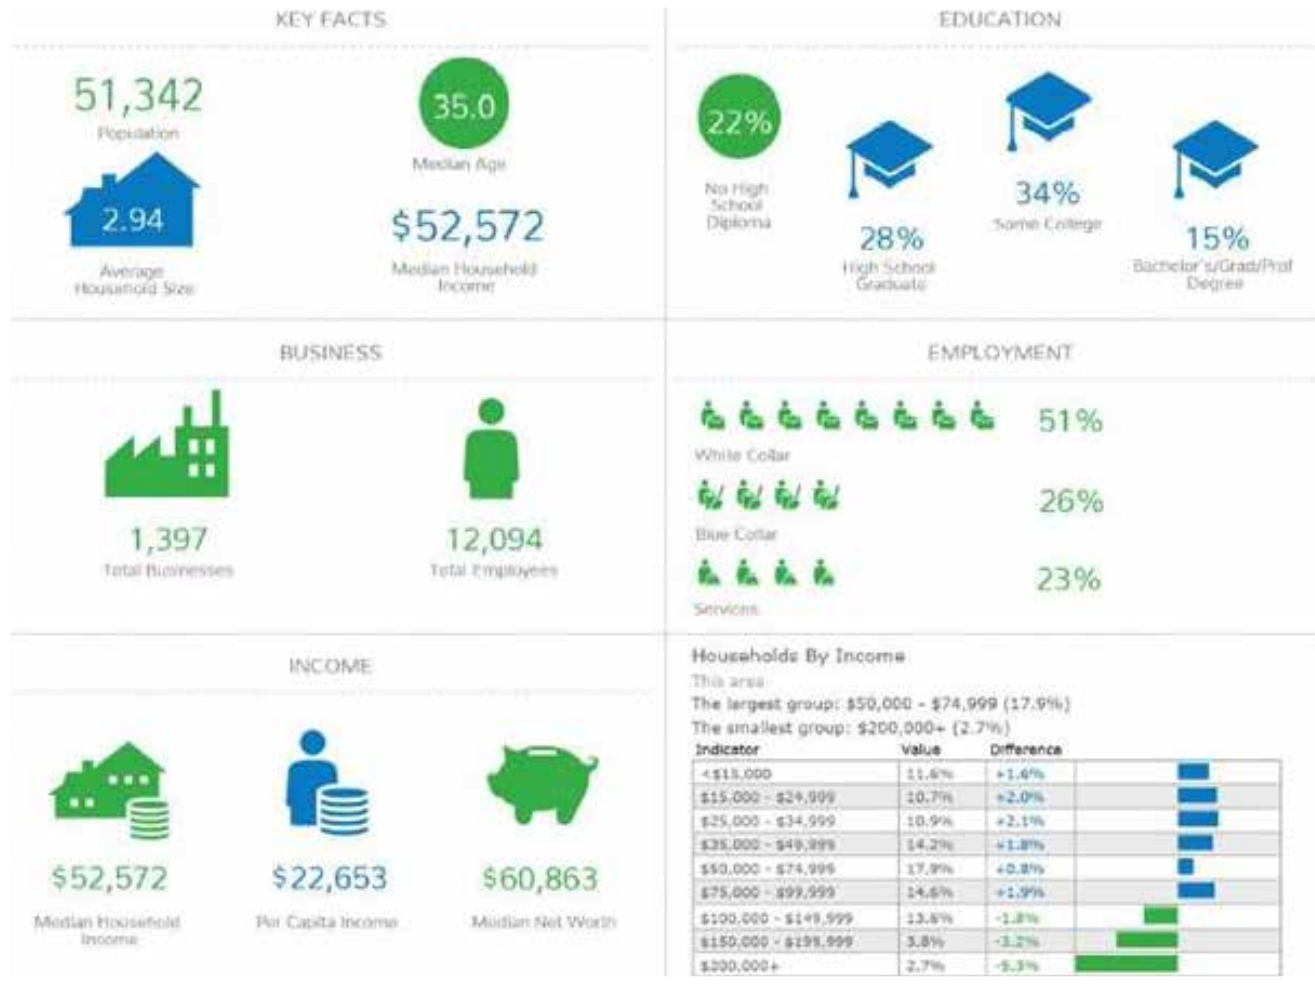 KEY FACTS
51,342
Population
35.0
Median Age
2.94
Average
Household Size
$52,572
Median Household
Income
EDUCATION
22%
No High
School
Diploma
28%
High School
Graduate
34%
Some College
15%
Bachelor's/Grad/Prof
Degree
BUSINESS
1,397
Total Businesses
12,094
Total Employees
EMPLOYMENT
51%
White Collar
26%
Blue Collar
23%
Services
INCOME
$52,572
Median Household
Income
$22,653
Per Capita Income
$60,863
Median Net Worth
Households By Income
This area
The largest group: $50,000 - $74,999 (17.9%)
The smallest group: $200,000+ (2.7%)
Indicator Value Difference
<$15,000 11.6% +1.6%
$15,000 - $24,999 10.7% +2.0%
$25,000 - $34,999 10.9% +2.1%
$35,000 - $49,999 14.2% +1.8%
$50,000 - $74,999 17.9% +0.8%
$75,000 - $99,999 14.6% +1.9%
$100,000 - $149,999 13.6% -1.8%
$150,000 - $199,999 3.8% -3.2%
$200,000+ 2.7% -5.3%